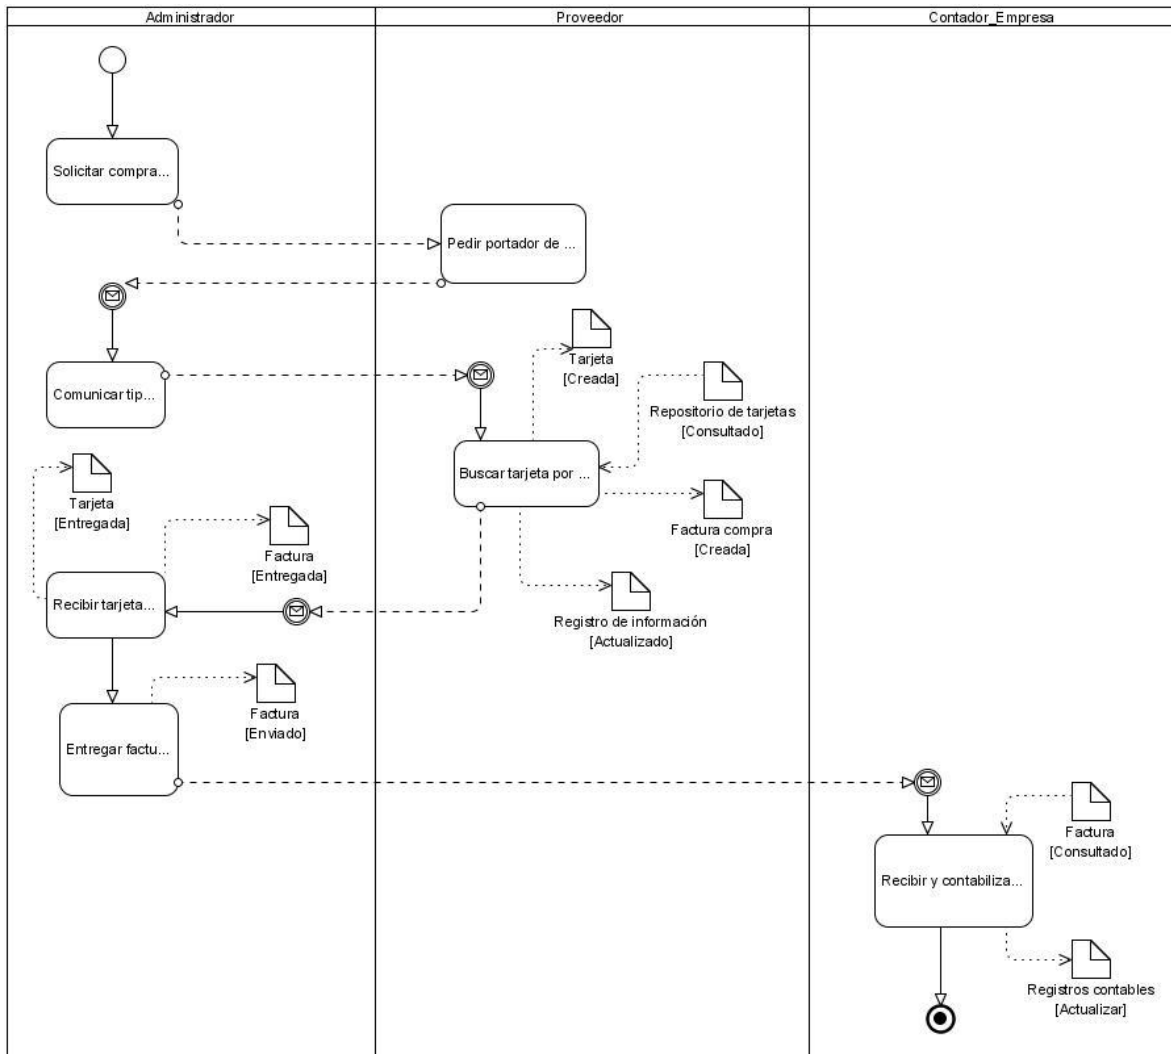 Administrador
Proveedor
Contador_Empresa
Solicitar compra...
Pedir portador de ...
Tarjeta
[Creada]
Comunicar tip...
Repositorio de tarjetas
[Consultado]
Buscar tarjeta por ...
Tarjeta
[Entregada]
Factura compra
[Creada]
Factura
[Entregada]
Recibir tarjeta...
Registro de información
[Actualizado]
Factura
[Enviado]
Entregar factu...
Factura
[Consultado]
Recibir y contabiliza...
Registros contables
[Actualizar]